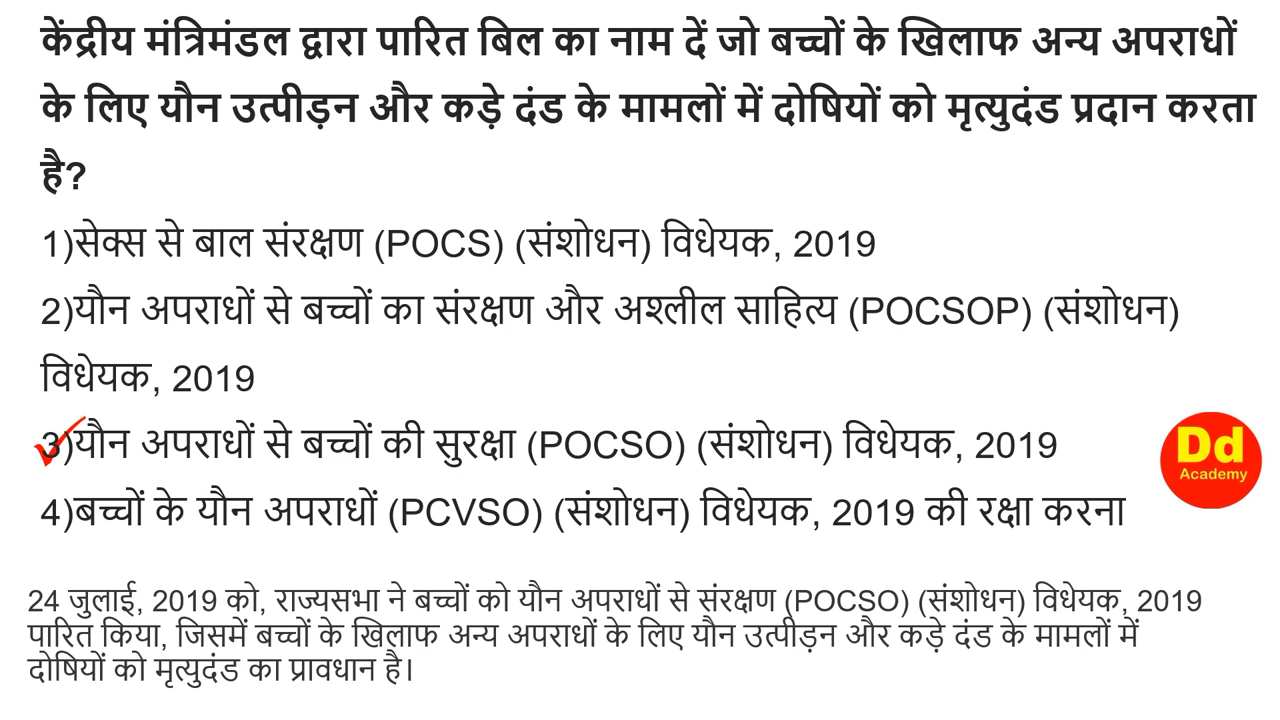 केंद्रीय मंत्रिमंडल द्वारा पारित बिल का नाम दें जो बच्चों के खिलाफ अन्य अपराधों
के लिए यौन उत्पीड़न और कड़े दंड के मामलों में दोषियों को मृत्युदंड प्रदान करता
है?
1)सेक्स से बाल संरक्षण (POCS) (संशोधन) विधेयक, 2019
2)यौन अपराधों से बच्चों का संरक्षण और अश्लील साहित्य (POCSOP) (संशोधन)
विधेयक, 2019
3)यौन अपराधों से बच्चों की सुरक्षा (POCSO) (संशोधन) विधेयक, 2019
4)बच्चों के यौन अपराधों (PCVSO) (संशोधन) विधेयक, 2019 की रक्षा करना
Dd
Academy
24 जुलाई, 2019 को, राज्यसभा ने बच्चों को यौन अपराधों से संरक्षण (POCSO) (संशोधन) विधेयक, 2019
पारित किया, जिसमें बच्चों के खिलाफ अन्य अपराधों के लिए यौन उत्पीड़न और कड़े दंड के मामलों में
दोषियों को मृत्युदंड का प्रावधान है।